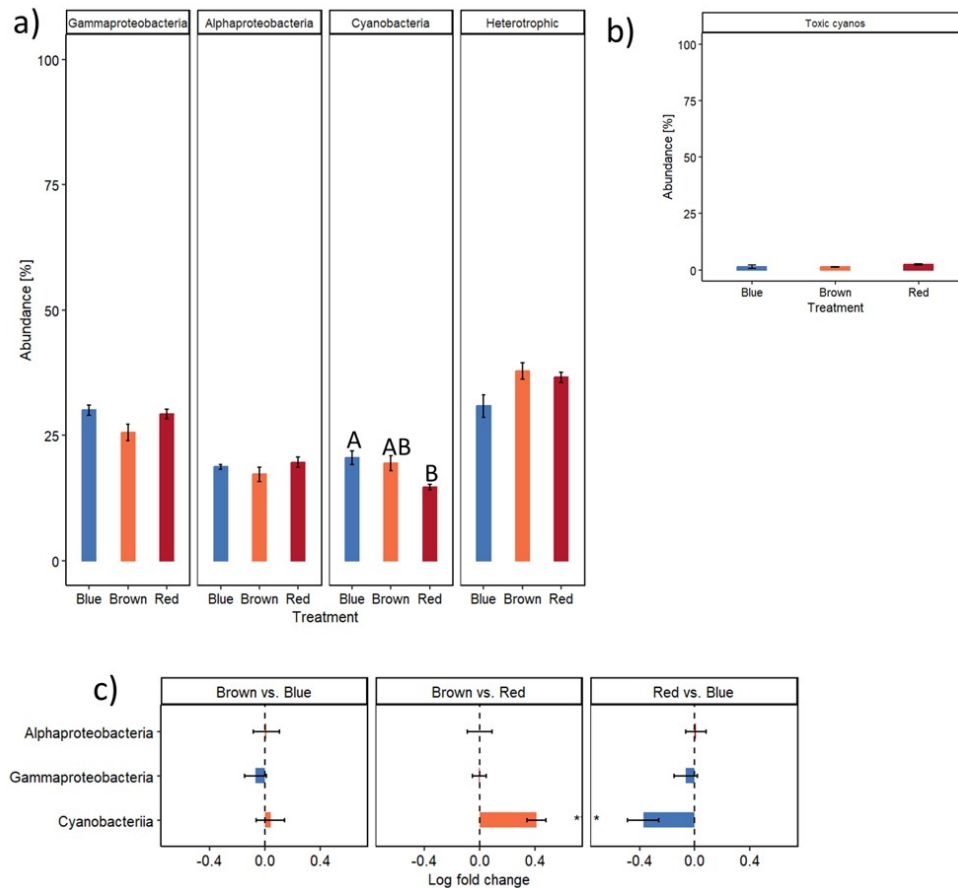 a)
Gammaproteobacteria Alphaproteobacteria Cyanobacteria Heterotrophic
100
75
50
25
0
Abundance [%]
A AB B
Blue Brown Red Blue Brown Red Blue Brown Red Blue Brown Red
Treatment
b)
Toxic cyanos
100
75
50
25
0
Abundance [%]
Blue Brown Red
Treatment
c)
Brown vs. Blue Brown vs. Red Red vs. Blue
Alphaproteobacteria
Gammaproteobacteria
Cyanobacteriia
* *
-0.4 0.0 0.4 -0.4 0.0 0.4 -0.4 0.0 0.4
Log fold change